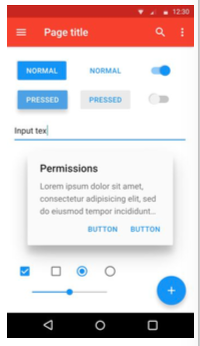 12:30
Page title
NORMAL NORMAL
PRESSED PRESSED
Input tex
Permissions
Lorem ipsum dolor sit amet,
consectetur adipisicing elit, sed
do eiusmod tempor incididunt...
BUTTON BUTTON